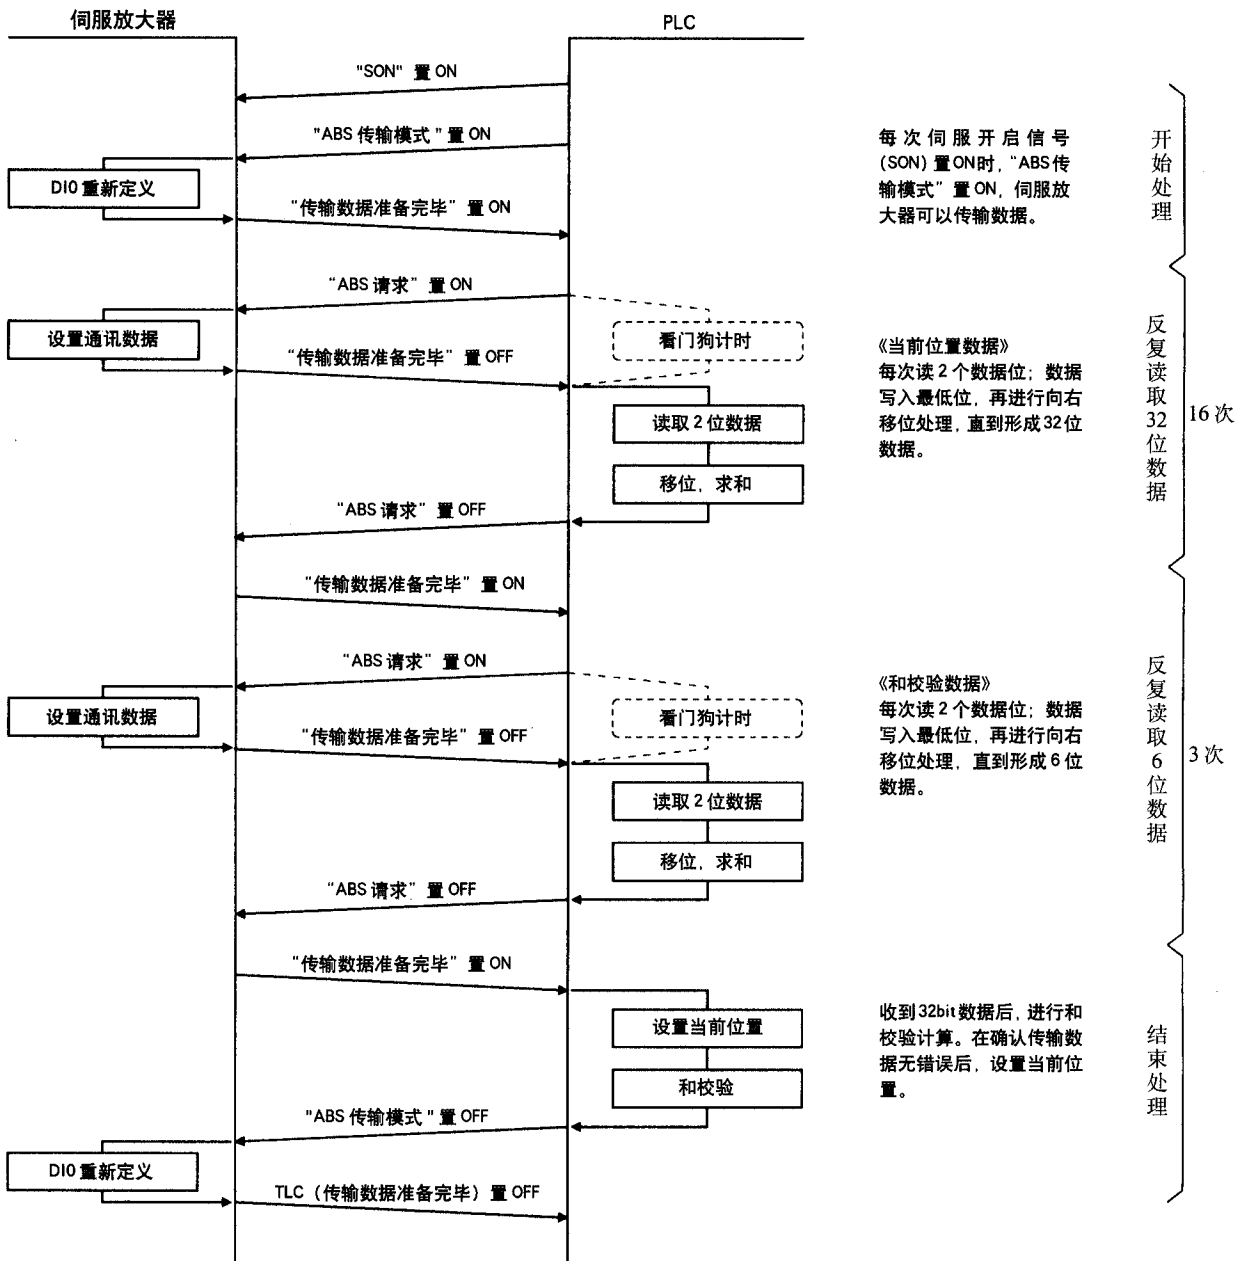 伺服放大器
PLC
"SON" 置 ON
"ABS 传输模式 "置 ON
DI0 重新定义
“传输数据准备完毕” 置 ON
每次伺服开启信号
(SON) 置ON时, “ABS传
输模式” 置 ON, 伺服放
大器可以传输数据。
开始处理
“ABS 请求” 置 ON
看门狗计时
设置通讯数据
“传输数据准备完毕” 置 OFF
读取 2 位数据
移位, 求和
“ABS 请求” 置 OFF
“传输数据准备完毕” 置 ON
《当前位置数据》
每次读 2 个数据位; 数据
写入最低位, 再进行向右
移位处理, 直到形成32位
数据。
反复读取32位数据
16 次
“ABS 请求” 置 ON
看门狗计时
设置通讯数据
“传输数据准备完毕” 置 OFF
读取 2 位数据
移位, 求和
“ABS 请求” 置 OFF
《和校验数据》
每次读 2 个数据位; 数据
写入最低位, 再进行向右
移位处理, 直到形成 6 位
数据。
反复读取6位数据
3 次
“传输数据准备完毕” 置 ON
设置当前位置
和校验
"ABS 传输模式 "置 OFF
DI0 重新定义
TLC (传输数据准备完毕) 置 OFF
收到32bit数据后, 进行和
校验计算。在确认传输数
据无错误后, 设置当前位
置。
结束处理